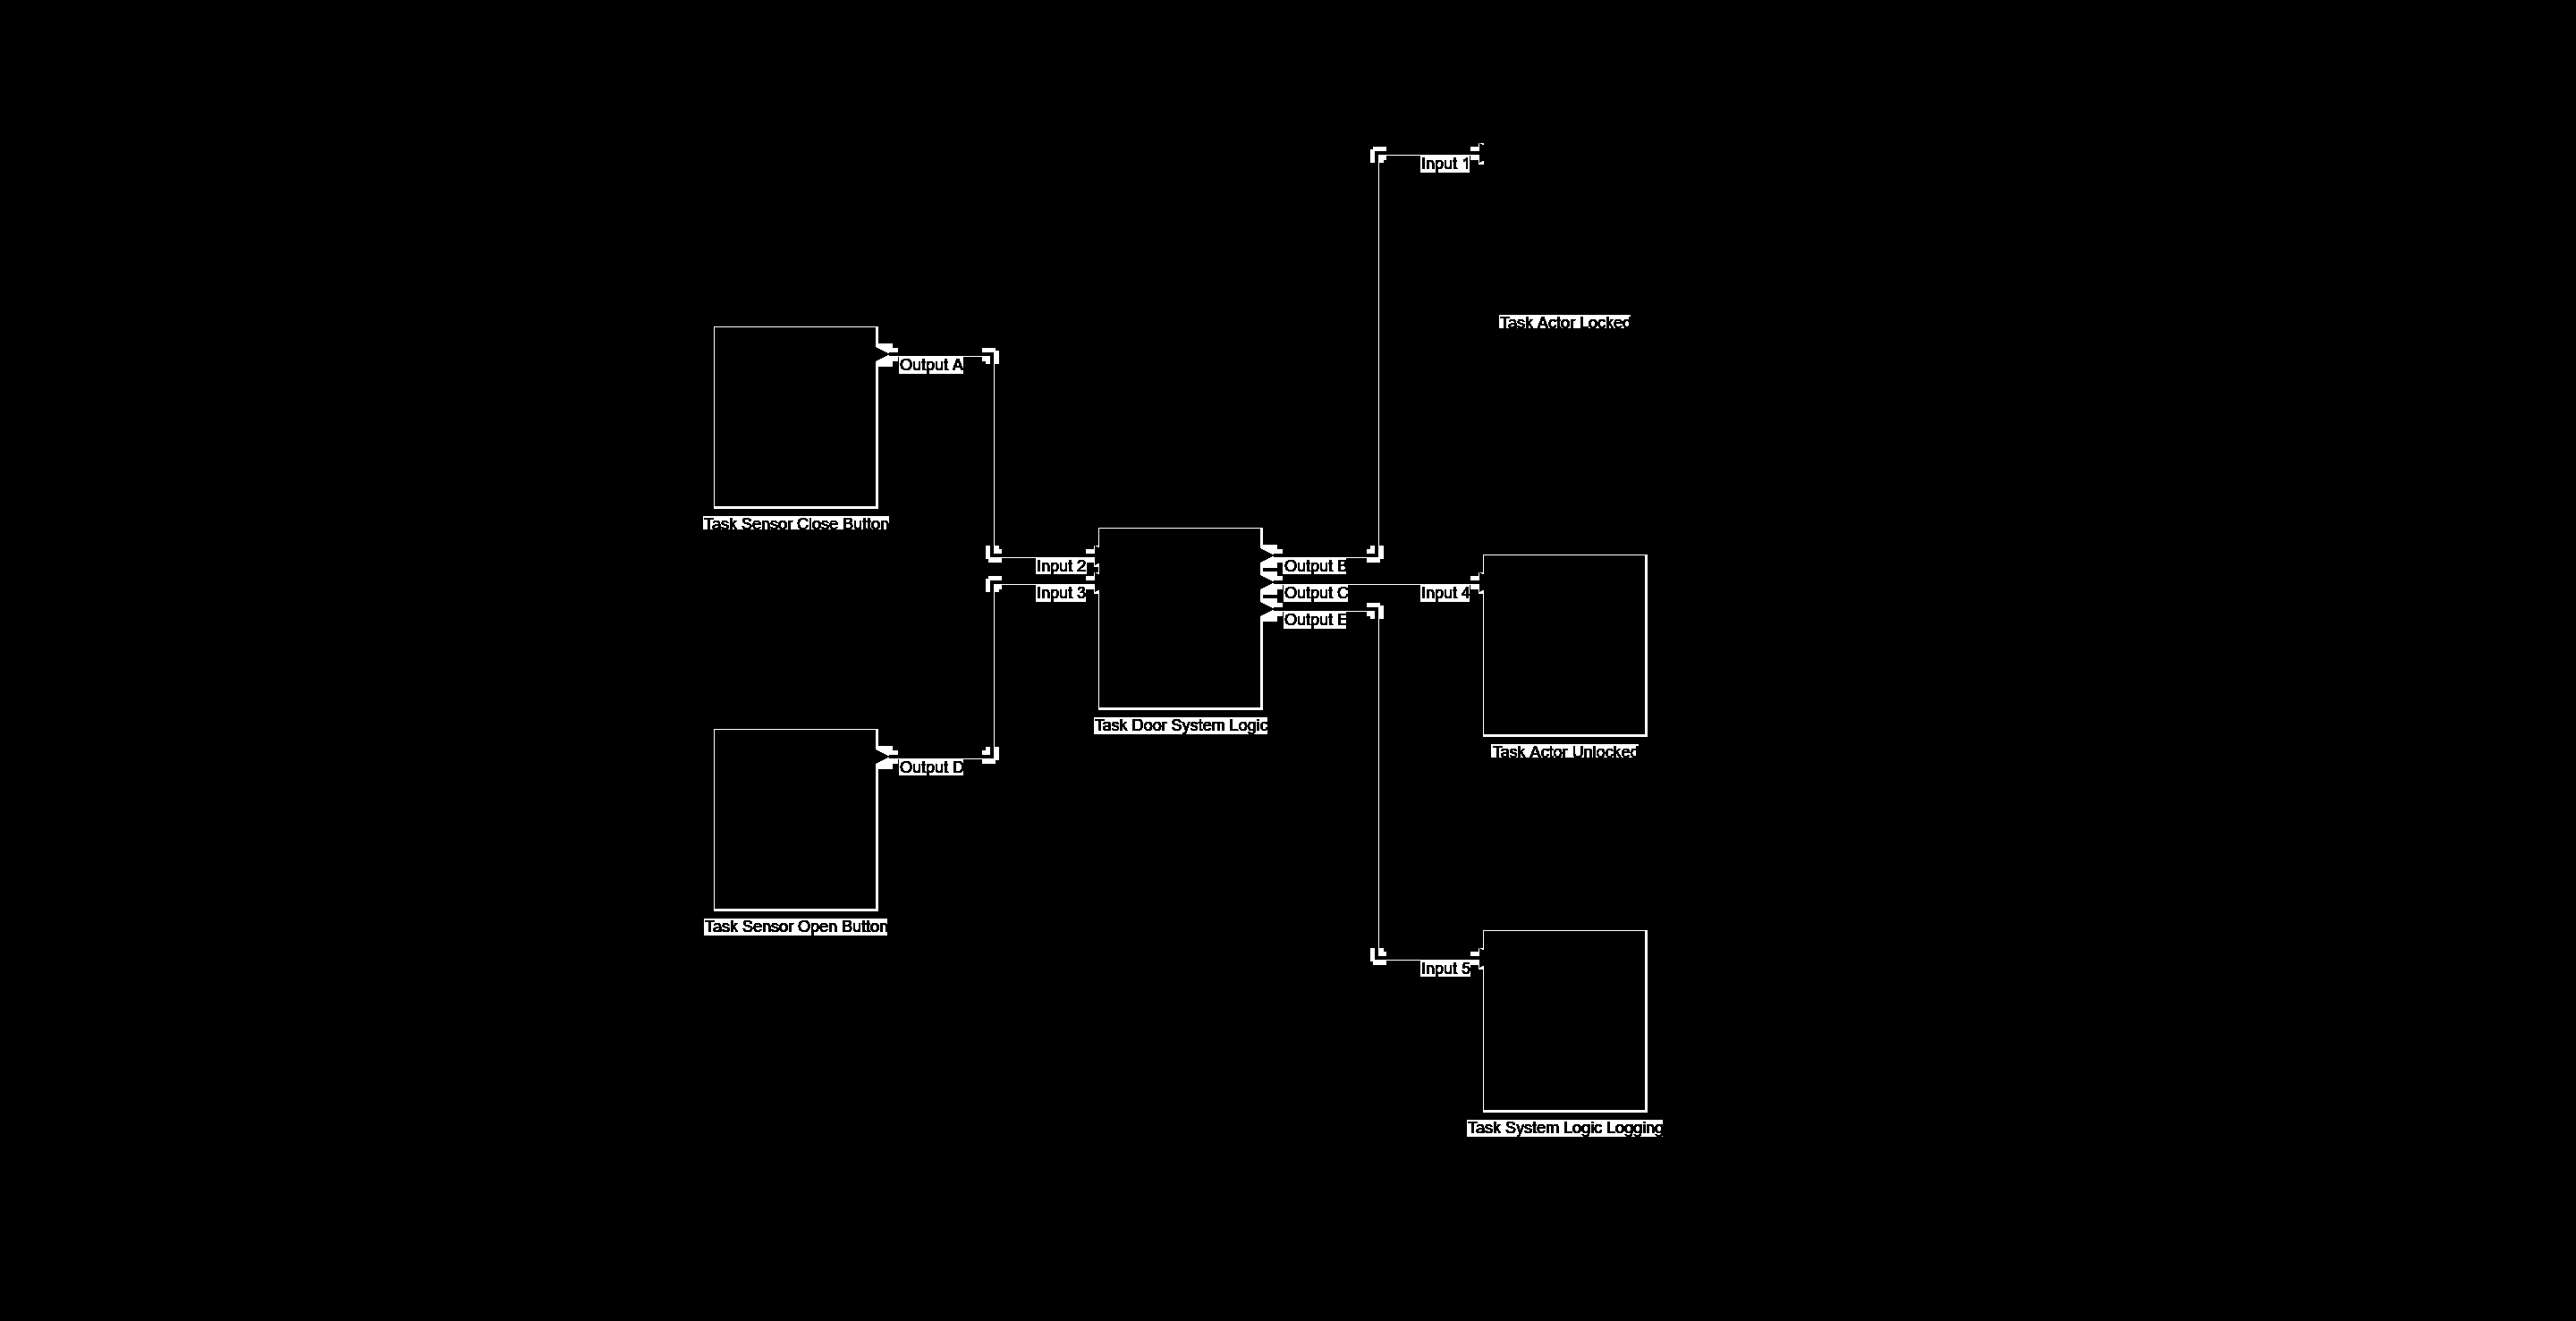 Input 1
Task Actor Locked
Output A
Task Sensor Close Button
Input 2
Output B
Input 3
Output C
Input 4
Output E
Task Door System Logic
Task Actor Unlocked
Output D
Task Sensor Open Button
Input 5
Task System Logic Logging